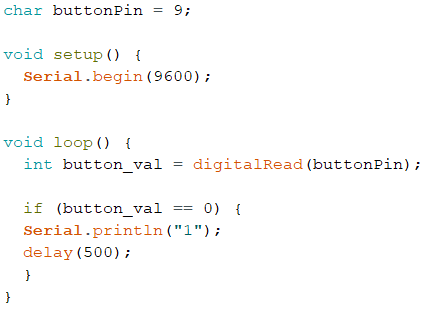 char buttonPin = 9;
void setup() {
Serial.begin(9600);
}
void loop() {
int button_val = digitalRead(buttonPin);
if (button_val == 0) {
Serial.println("1");
delay(500);
}
}